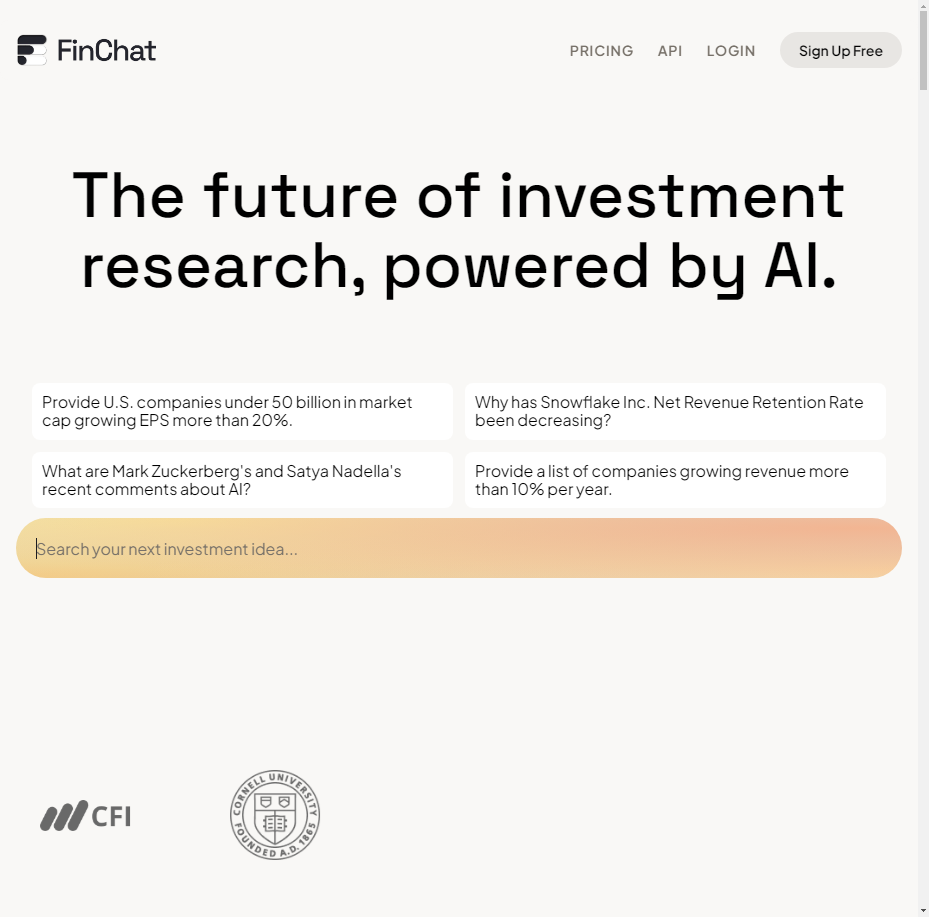 FinChat
PRICING
API
LOGIN
Sign Up Free
The future of investment
research, powered by AI.
Provide U.S. companies under 50 billion in market
cap growing EPS more than 20%.
Why has Snowflake Inc. Net Revenue Retention Rate
been decreasing?
What are Mark Zuckerberg's and Satya Nadella's
recent comments about AI?
Provide a list of companies growing revenue more
than 10% per year.
Search your next investment idea...
CFI
CORNELL UNIVERSITY
FOUNDED A.D. 1865